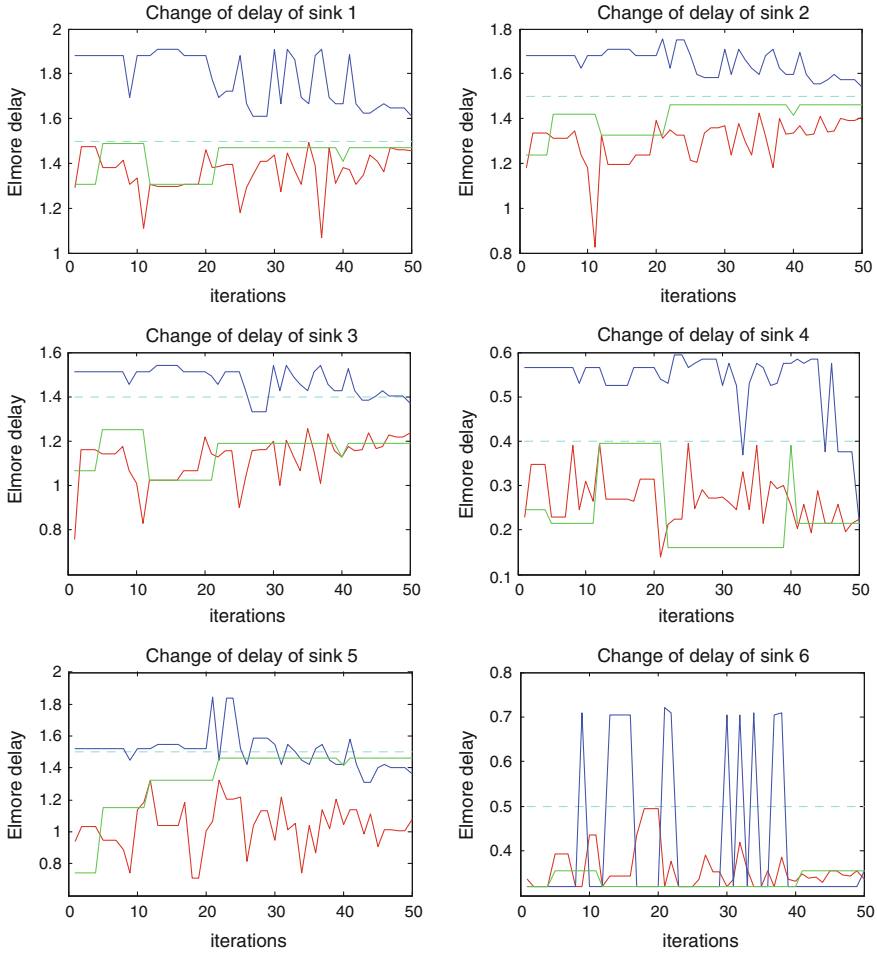 Change of delay of sink 1
2
1.8
1.6
1.4
1.2
1
Elmore delay
0 10 20 30 40 50
iterations
Change of delay of sink 2
1.8
1.6
1.4
1.2
1
0.8
Elmore delay
0 10 20 30 40 50
iterations
Change of delay of sink 3
1.6
1.4
1.2
1
0.8
Elmore delay
0 10 20 30 40 50
iterations
Change of delay of sink 4
0.6
0.5
0.4
0.3
0.2
0.1
Elmore delay
0 10 20 30 40 50
iterations
Change of delay of sink 5
2
1.8
1.6
1.4
1.2
1
0.8
Elmore delay
0 10 20 30 40 50
iterations
Change of delay of sink 6
0.8
0.7
0.6
0.5
0.4
Elmore delay
0 10 20 30 40 50
iterations